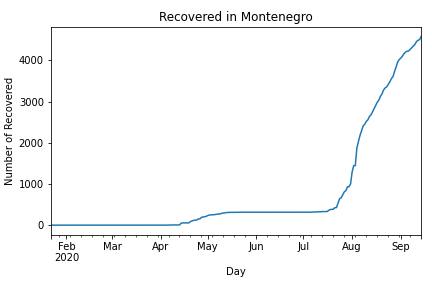 Recovered in Montenegro
Number of Recovered
4000
3000
2000
1000
0
Feb Mar Apr May Jun Jul Aug Sep
2020
Day